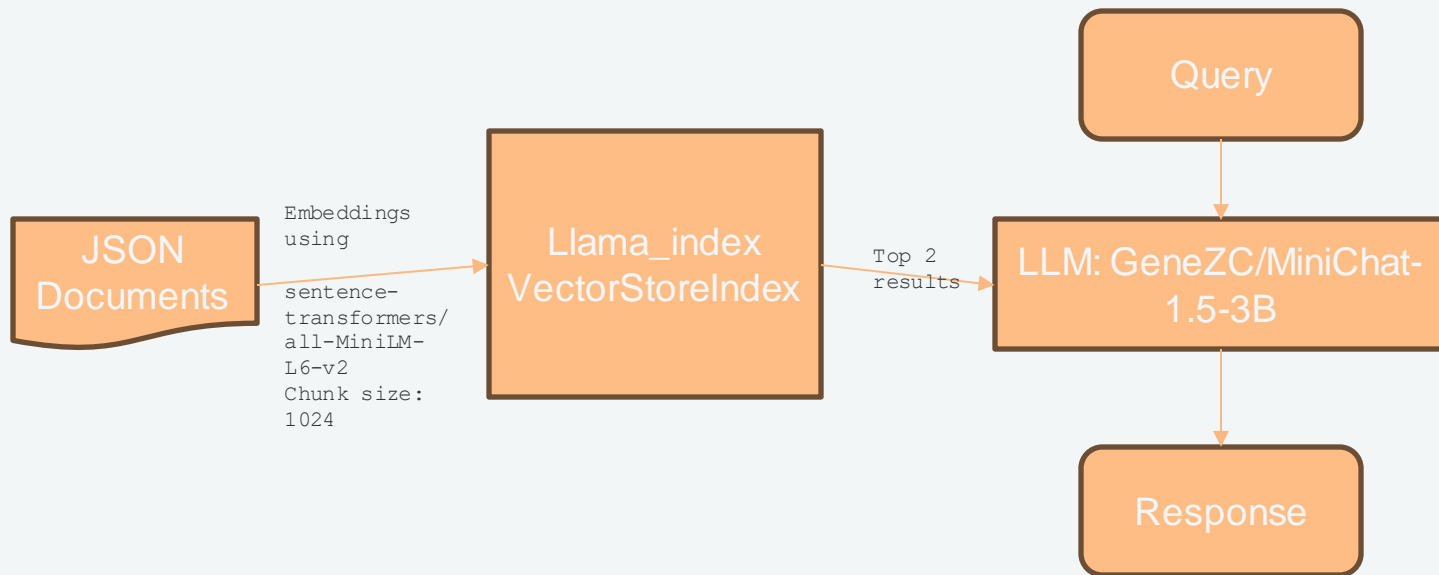 Query
Embeddings
using
JSON
Documents
sentence-
transformers/
all-MiniLM-
L6-v2
Chunk size:
1024
Llama_index
VectorStoreIndex
Top 2
results
LLM: GeneZC/MiniChat-
1.5-3B
Response